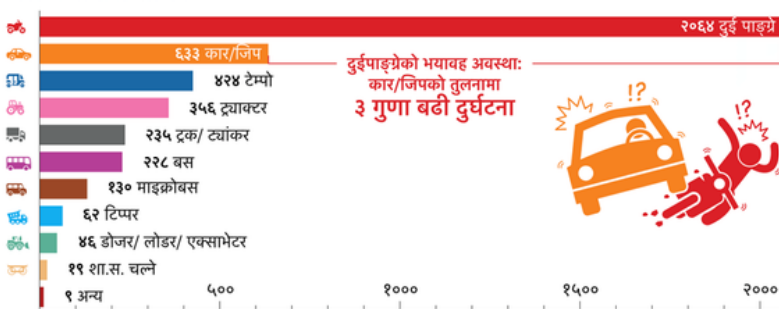 २०६४ दुई पाङ्ग्रे
६३३ कार/जिप
दुईपाङ्ग्रेको भयावह अवस्था:
कार/जिपको तुलनामा
३ गुणा बढी दुर्घटना
४२४ टेम्पो
३५६ ट्र्याक्टर
२३५ ट्रक/ ट्यांकर
२२८ बस
१३० माइक्रोबस
६२ टिप्पर
४६ डोजर/ लोडर/ एक्साभेटर
१९ शा.स. चल्ने
९ अन्य
५०० १००० १५०० २०००
!?
!?